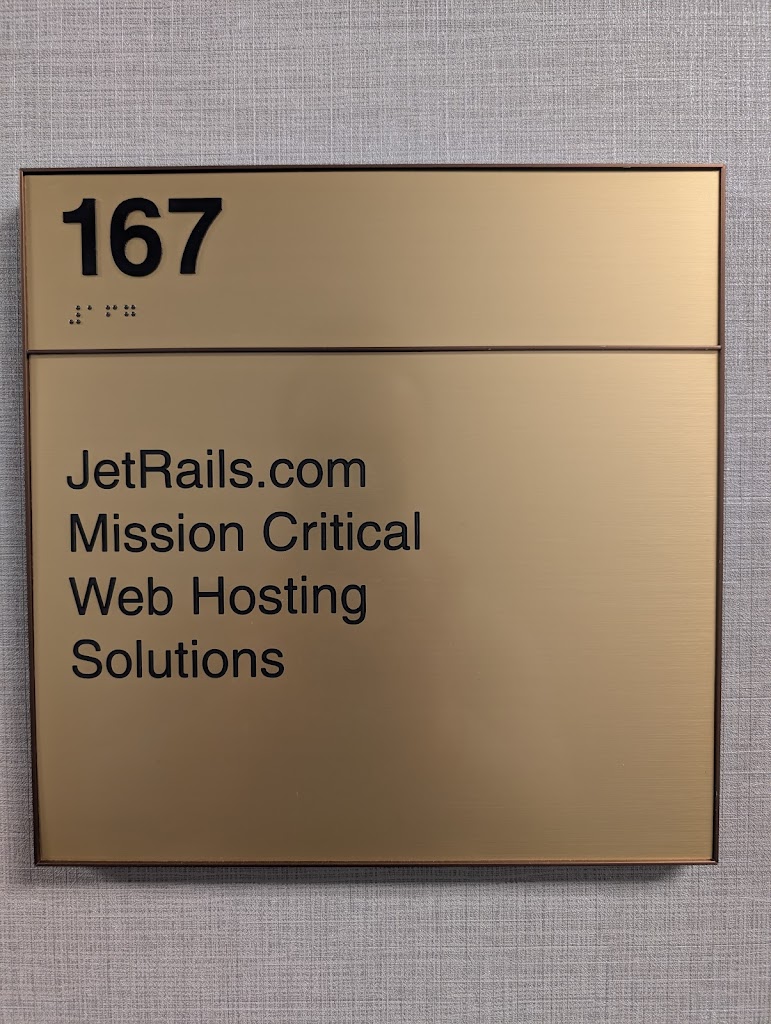 167
⠼⠁⠋⠛
JetRails.com
Mission Critical
Web Hosting
Solutions